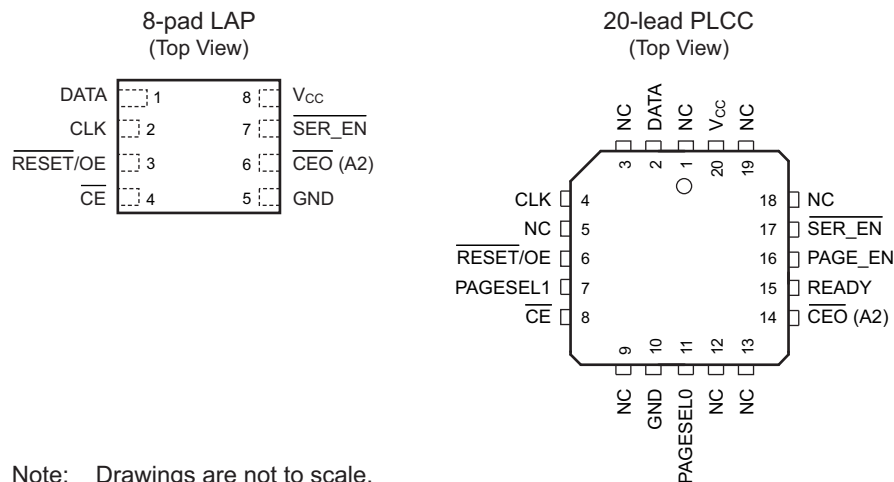 8-pad LAP
(Top View)
DATA 1 8 VCC
CLK 2 7 SER_EN
RESET/OE 3 6 CEO (A2)
CE 4 5 GND
20-lead PLCC
(Top View)
NC DATA NC VCC NC
3 2 1 20 19
CLK 4 18 NC
NC 5 17 SER_EN
RESET/OE 6 16 PAGE_EN
PAGESEL1 7 15 READY
CE 8 14 CEO (A2)
9 10 11 12 13
NC GND PAGESEL0 NC NC
Note: Drawings are not to scale.